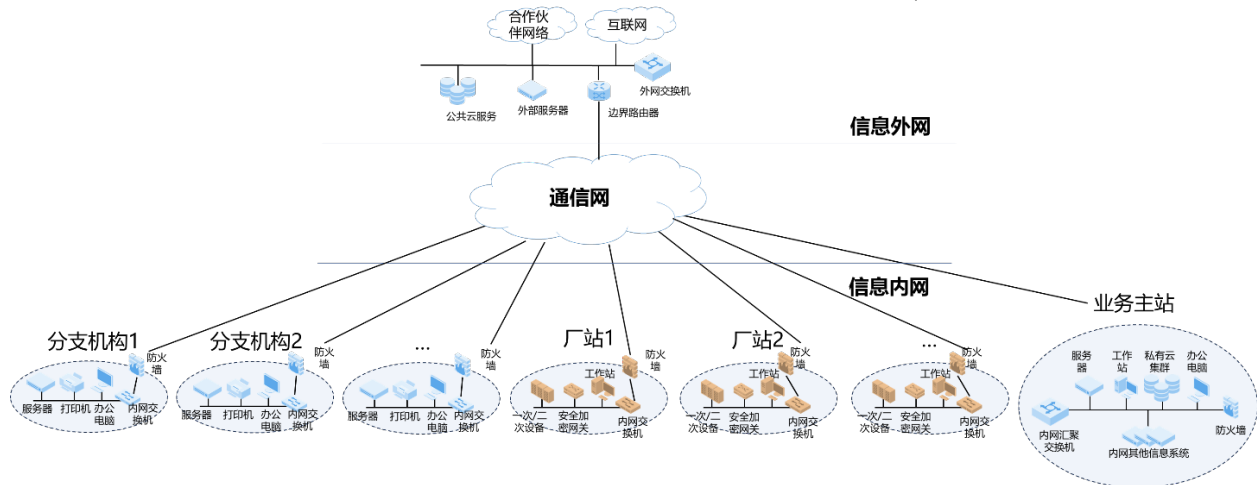 合作伙
伴网络
互联网
公共云服务
外部服务器
边界路由器
外网交换机
信息外网
通信网
信息内网
业务主站
分支机构1
防火
墙
服务器
打印机
办公
电脑
内网交
换机
分支机构2
防火
墙
服务器
打印机
办公
电脑
内网交
换机
...
防火
墙
服务器
打印机
办公
电脑
内网交
换机
厂站1
防火
墙
工作站
一次/二
次设备
安全加
密网关
内网交
换机
厂站2
防火
墙
工作站
一次/二
次设备
安全加
密网关
内网交
换机
...
防火
墙
工作站
一次/二
次设备
安全加
密网关
内网交
换机
服务
器
工作
站
私有云
集群
办公
电脑
内网汇聚
交换机
内网其他信息系统
防火墙